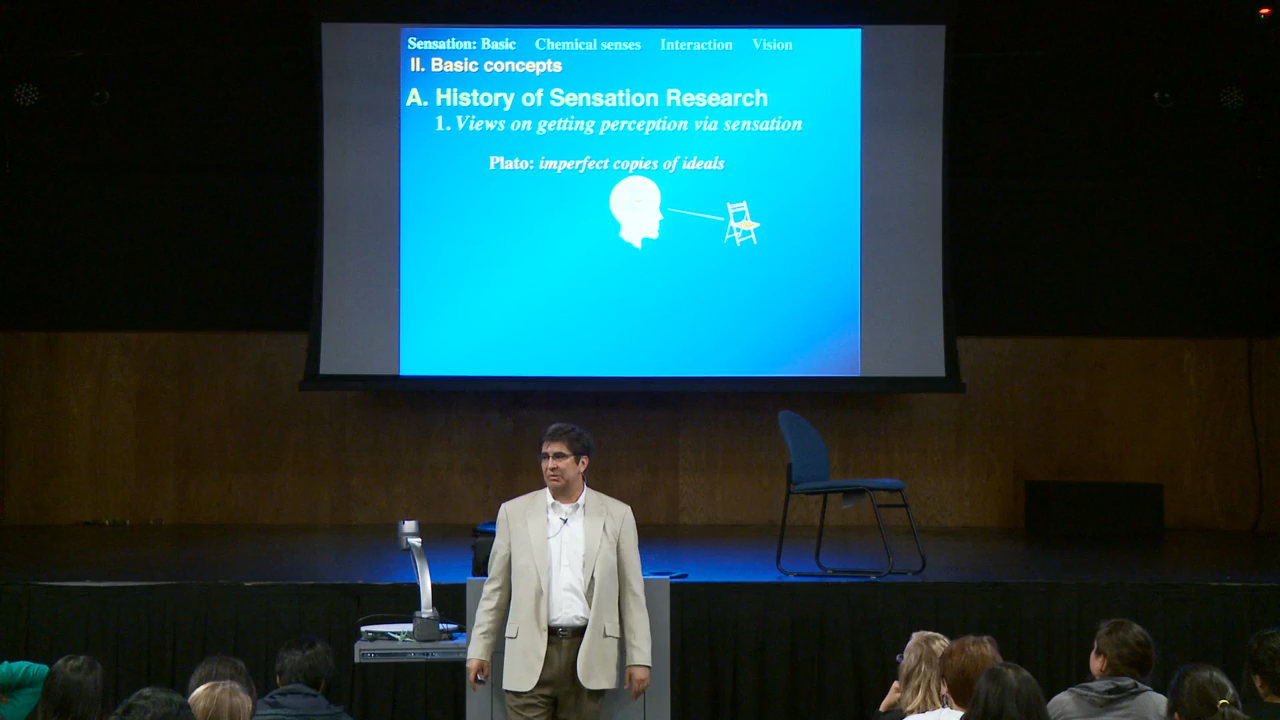 Sensation: Basic Chemical senses Interaction Vision
II. Basic concepts
A. History of Sensation Research
1. Views on getting perception via sensation
Plato: imperfect copies of ideals